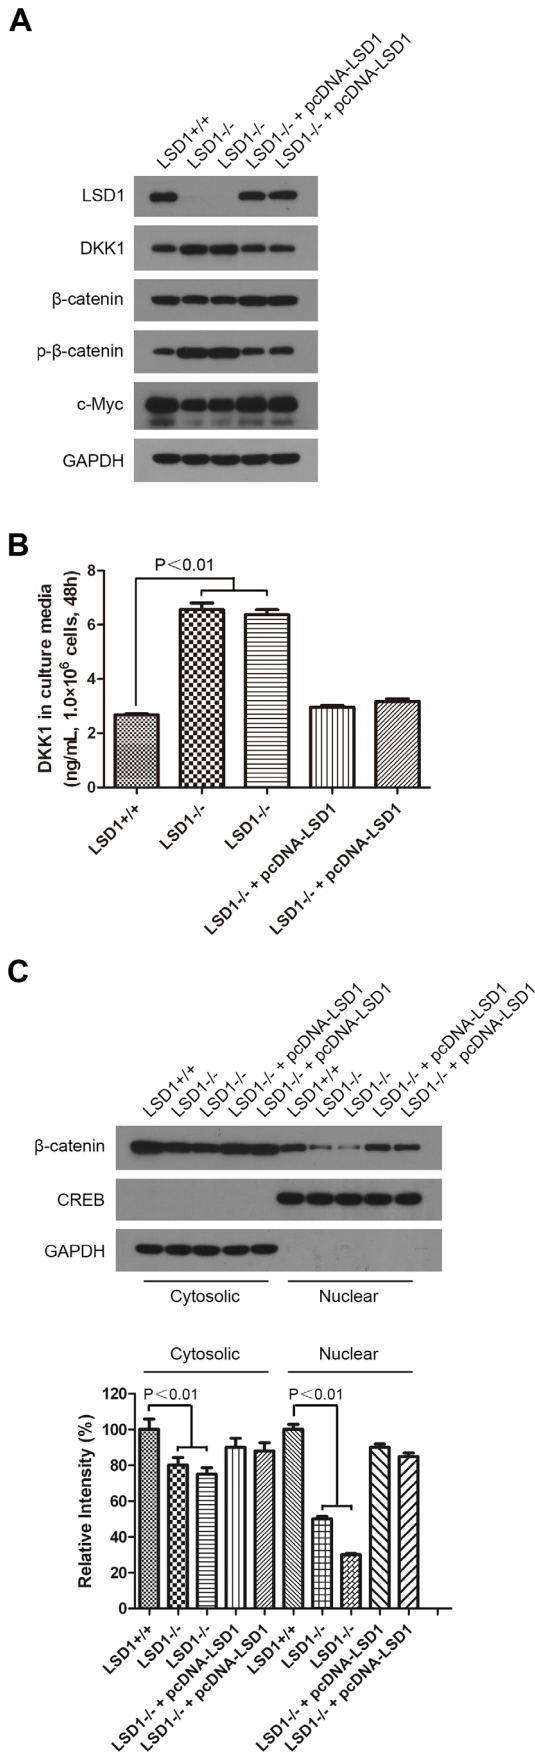 A
LSD1+/+
LSD1-/-
LSD1-/-
LSD1-/- + pcDNA-LSD1
LSD1-/- + pcDNA-LSD1
LSD1
DKK1
β-catenin
p-β-catenin
c-Myc
GAPDH
B
P<0.01
DKK1 in culture media
(ng/mL, 1.0×10⁶ cells, 48h)
8
6
4
2
0
LSD1+/+
LSD1-/-
LSD1-/-
LSD1-/- + pcDNA-LSD1
LSD1-/- + pcDNA-LSD1
C
LSD1+/+
LSD1-/-
LSD1-/-
LSD1-/- + pcDNA-LSD1
LSD1-/- + pcDNA-LSD1
LSD1+/+
LSD1-/-
LSD1-/-
LSD1-/- + pcDNA-LSD1
LSD1-/- + pcDNA-LSD1
β-catenin
CREB
GAPDH
Cytosolic Nuclear
Cytosolic Nuclear
P<0.01 P<0.01
Relative Intensity (%)
120
100
80
60
40
20
0
LSD1+/+
LSD1-/-
LSD1-/-
LSD1-/- + pcDNA-LSD1
LSD1-/- + pcDNA-LSD1
LSD1+/+
LSD1-/-
LSD1-/-
LSD1-/- + pcDNA-LSD1
LSD1-/- + pcDNA-LSD1